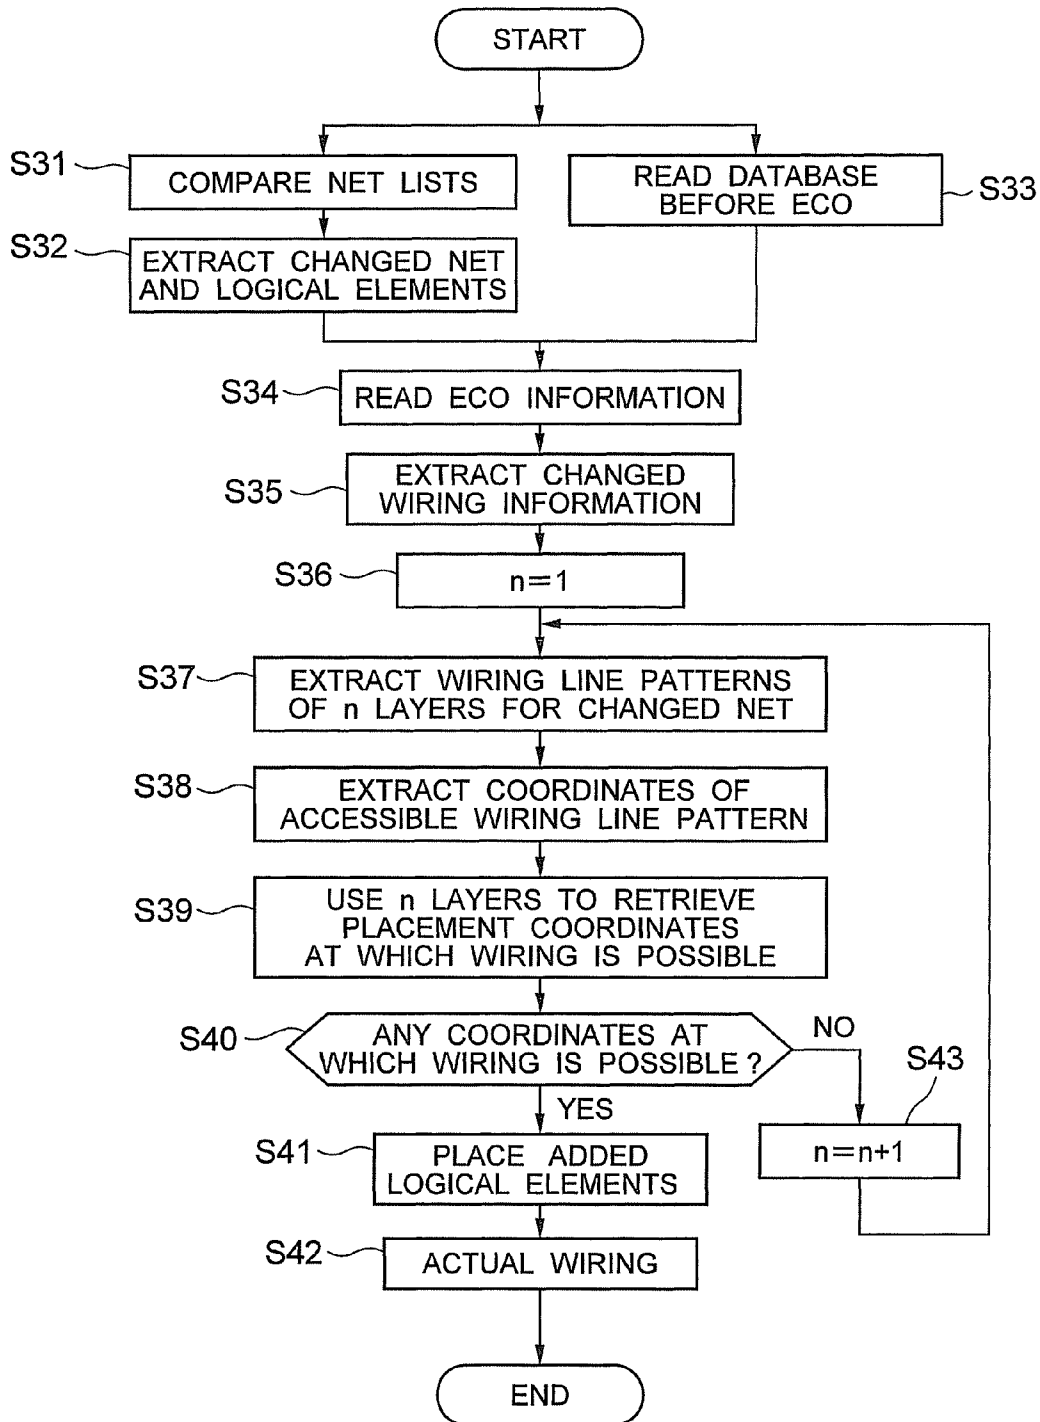 START
S31
COMPARE NET LISTS
READ DATABASE
BEFORE ECO
S33
S32
EXTRACT CHANGED NET
AND LOGICAL ELEMENTS
S34
READ ECO INFORMATION
S35
EXTRACT CHANGED
WIRING INFORMATION
S36
n=1
S37
EXTRACT WIRING LINE PATTERNS
OF n LAYERS FOR CHANGED NET
S38
EXTRACT COORDINATES OF
ACCESSIBLE WIRING LINE PATTERN
S39
USE n LAYERS TO RETRIEVE
PLACEMENT COORDINATES
AT WHICH WIRING IS POSSIBLE
S40
ANY COORDINATES AT
WHICH WIRING IS POSSIBLE?
NO
S43
n=n+1
YES
S41
PLACE ADDED
LOGICAL ELEMENTS
S42
ACTUAL WIRING
END